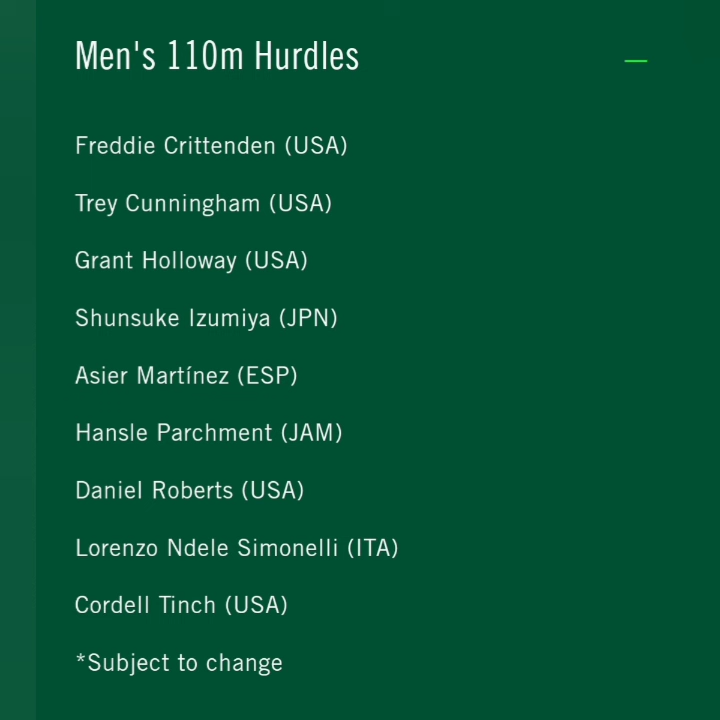 Men's 110m Hurdles
Freddie Crittenden (USA)
Trey Cunningham (USA)
Grant Holloway (USA)
Shunsuke Izumiya (JPN)
Asier Martínez (ESP)
Hansle Parchment (JAM)
Daniel Roberts (USA)
Lorenzo Ndele Simonelli (ITA)
Cordell Tinch (USA)
*Subject to change